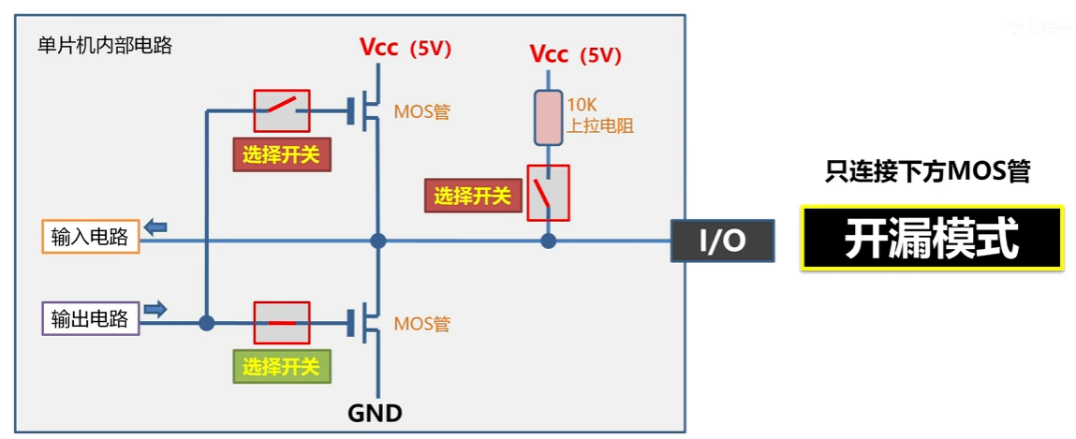 单片机内部电路
Vcc（5V）
Vcc（5V）
MOS管
10K
上拉电阻
选择开关
选择开关
只连接下方MOS管
输入电路
I/O
开漏模式
输出电路
MOS管
选择开关
GND